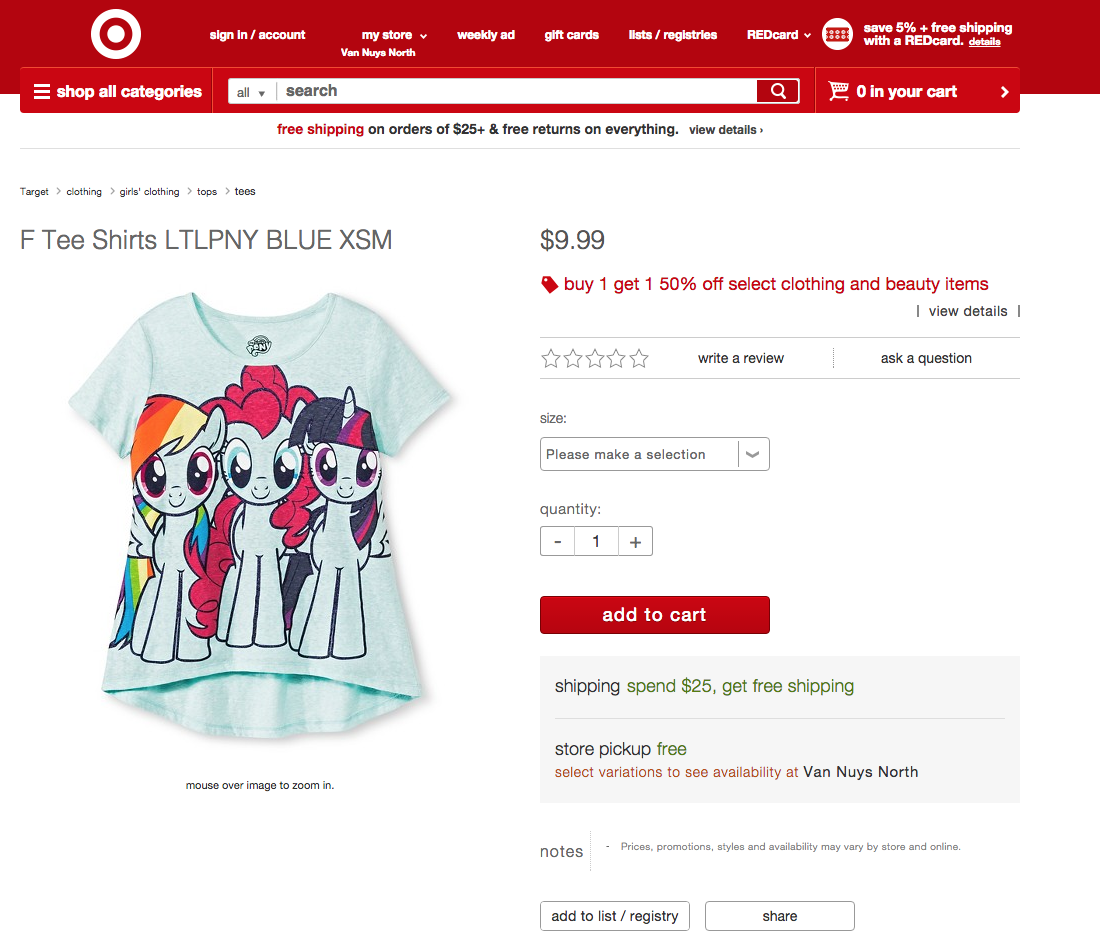 sign in / account
my store
Van Nuys North
weekly ad
gift cards
lists / registries
REDcard
save 5% + free shipping
with a REDcard. details
shop all categories
all
search
0 in your cart
free shipping on orders of $25+ & free returns on everything. view details ›
Target > clothing > girls' clothing > tops > tees
F Tee Shirts LTLPNY BLUE XSM
PONY
mouse over image to zoom in.
$9.99
buy 1 get 1 50% off select clothing and beauty items
| view details |
write a review
ask a question
size:
Please make a selection
quantity:
- 1 +
add to cart
shipping spend $25, get free shipping
store pickup free
select variations to see availability at Van Nuys North
notes
- Prices, promotions, styles and availability may vary by store and online.
add to list / registry
share